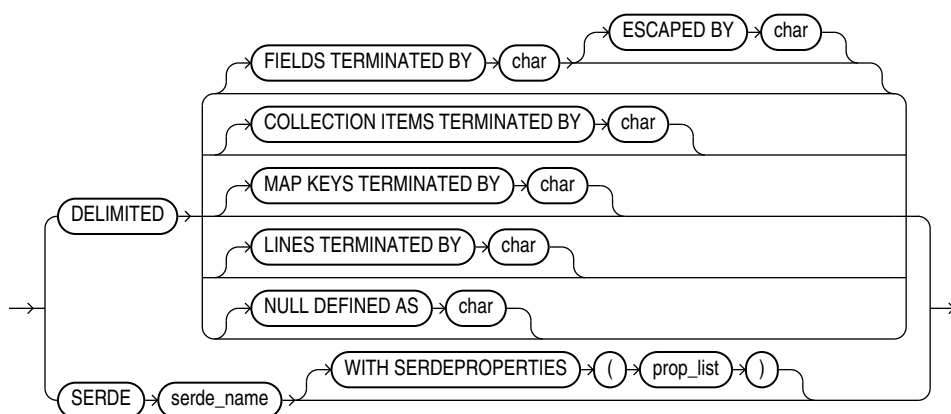 ESCAPED BY char
FIELDS TERMINATED BY char
COLLECTION ITEMS TERMINATED BY char
MAP KEYS TERMINATED BY char
DELIMITED
LINES TERMINATED BY char
NULL DEFINED AS char
WITH SERDEPROPERTIES ( prop_list )
SERDE serde_name